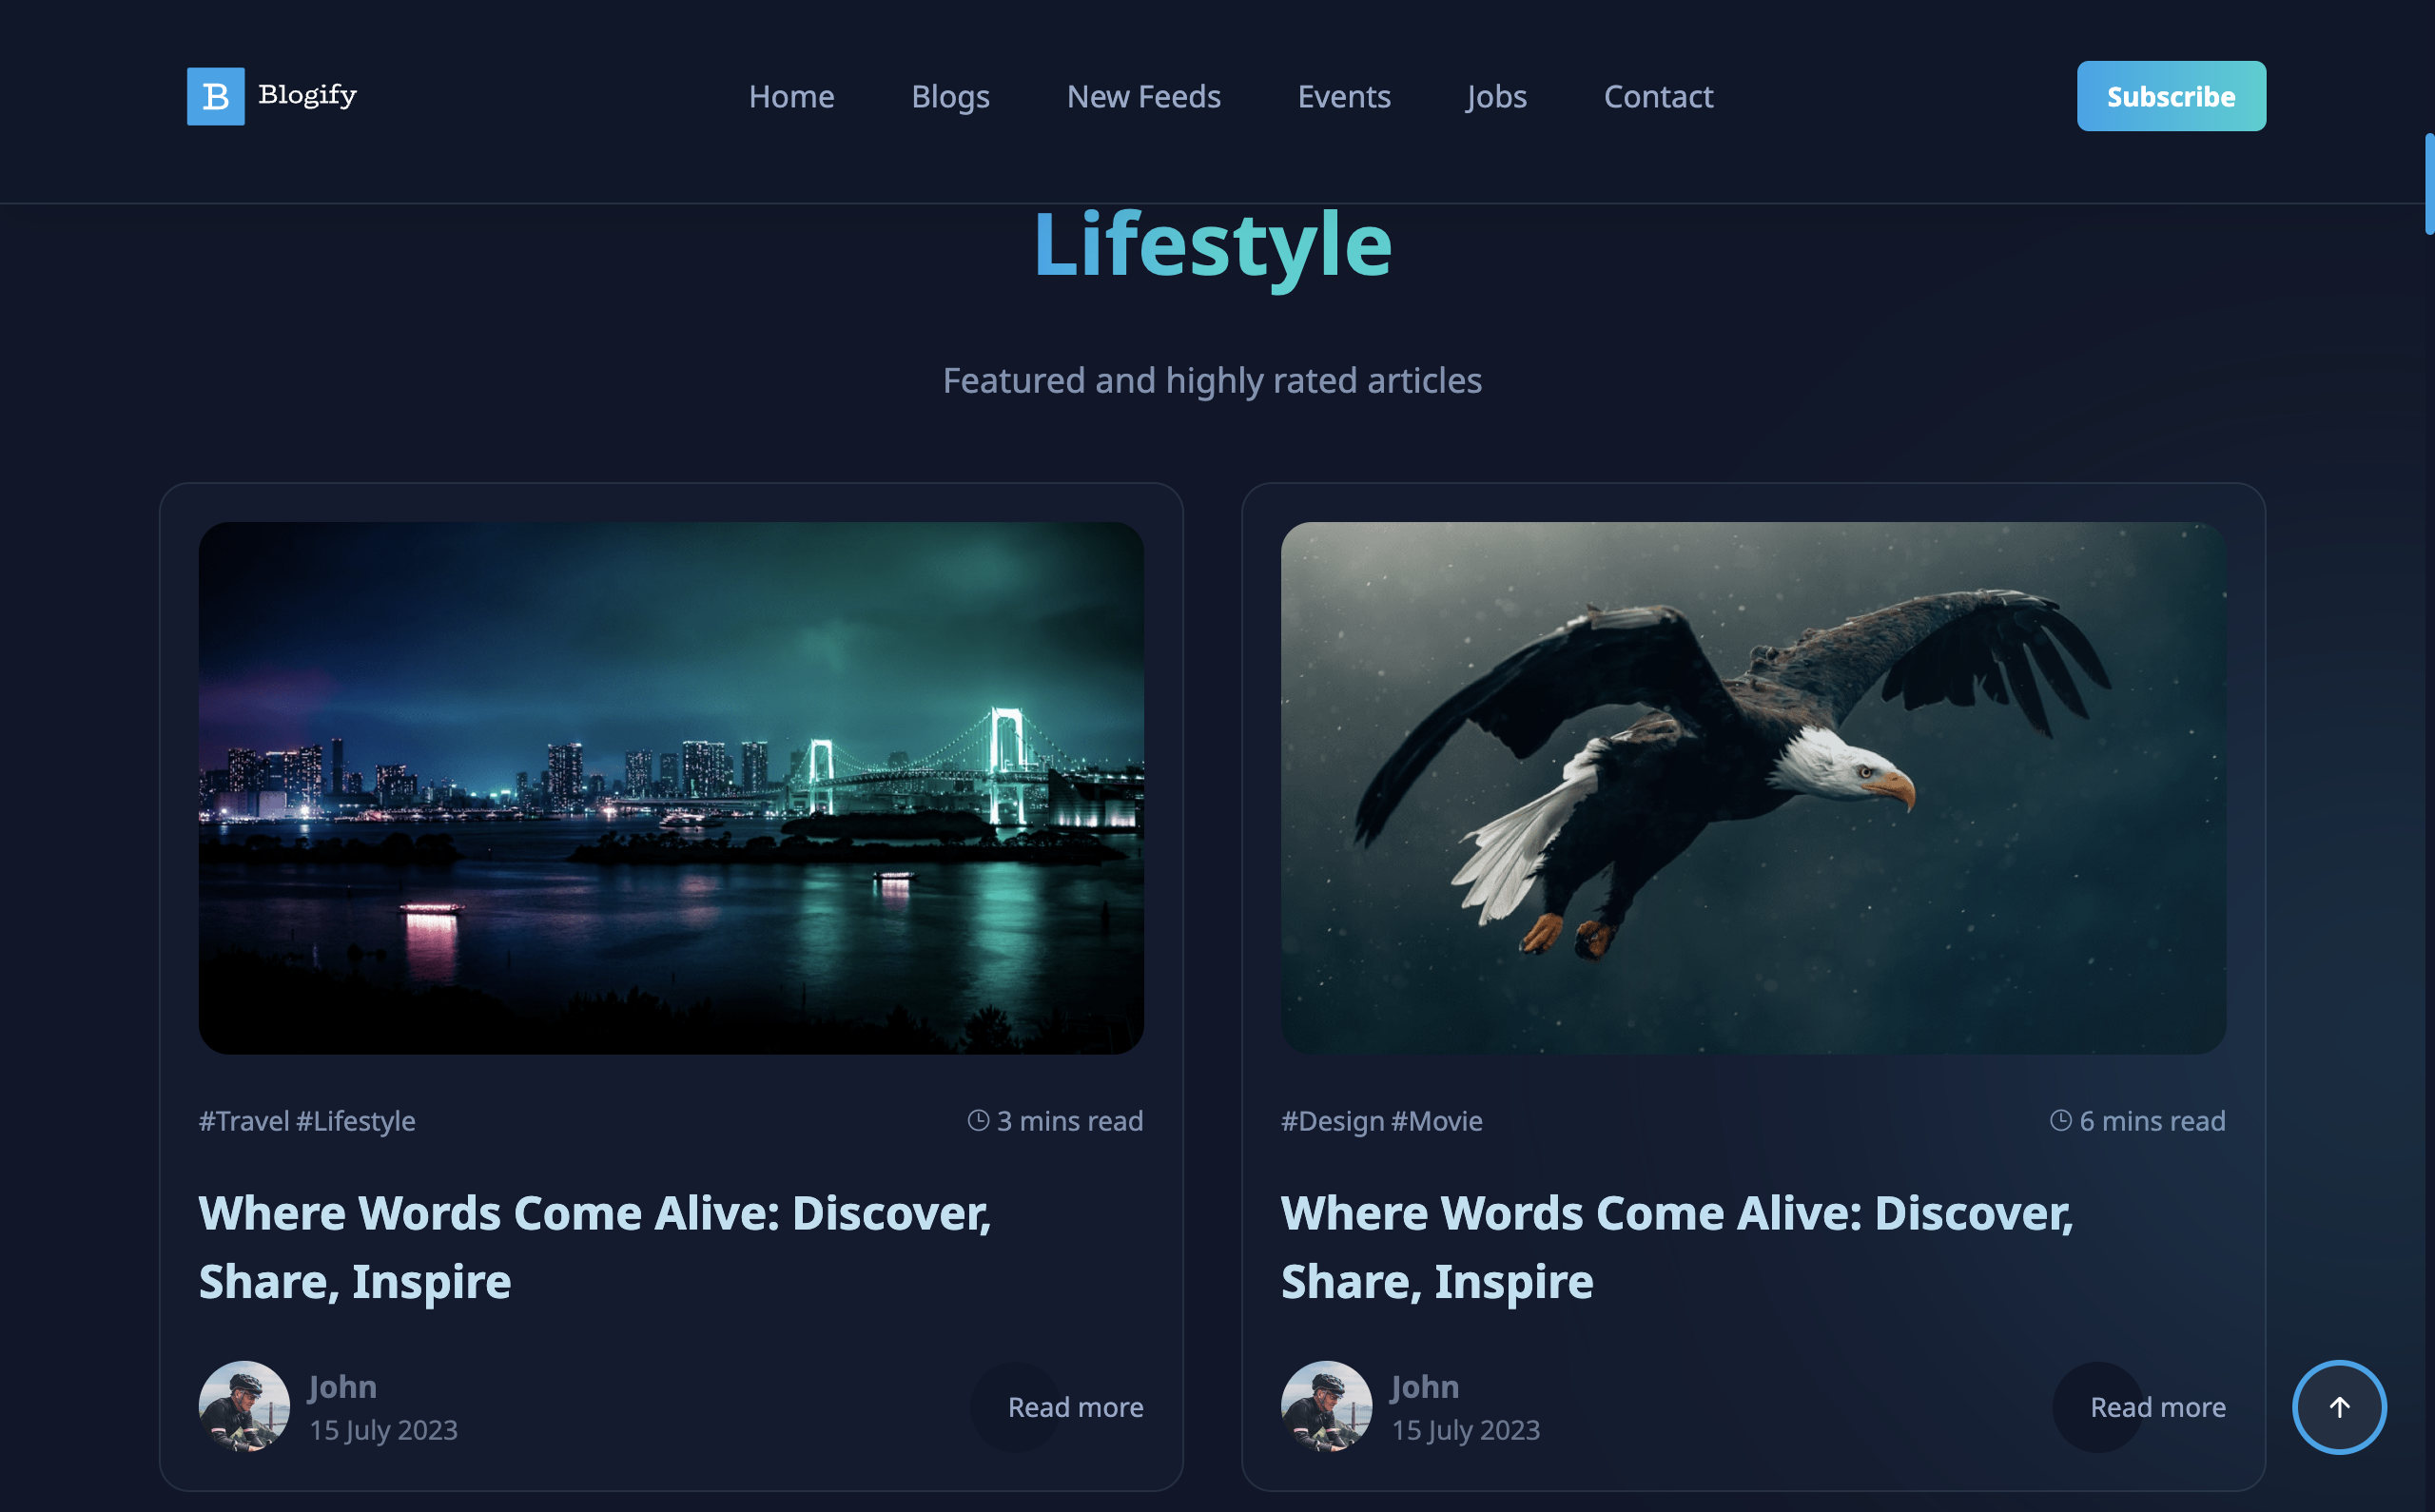 B Blogify
Home Blogs New Feeds Events Jobs Contact
Subscribe
Lifestyle
Featured and highly rated articles
#Travel #Lifestyle
3 mins read
Where Words Come Alive: Discover,
Share, Inspire
John
15 July 2023
Read more
#Design #Movie
6 mins read
Where Words Come Alive: Discover,
Share, Inspire
John
15 July 2023
Read more